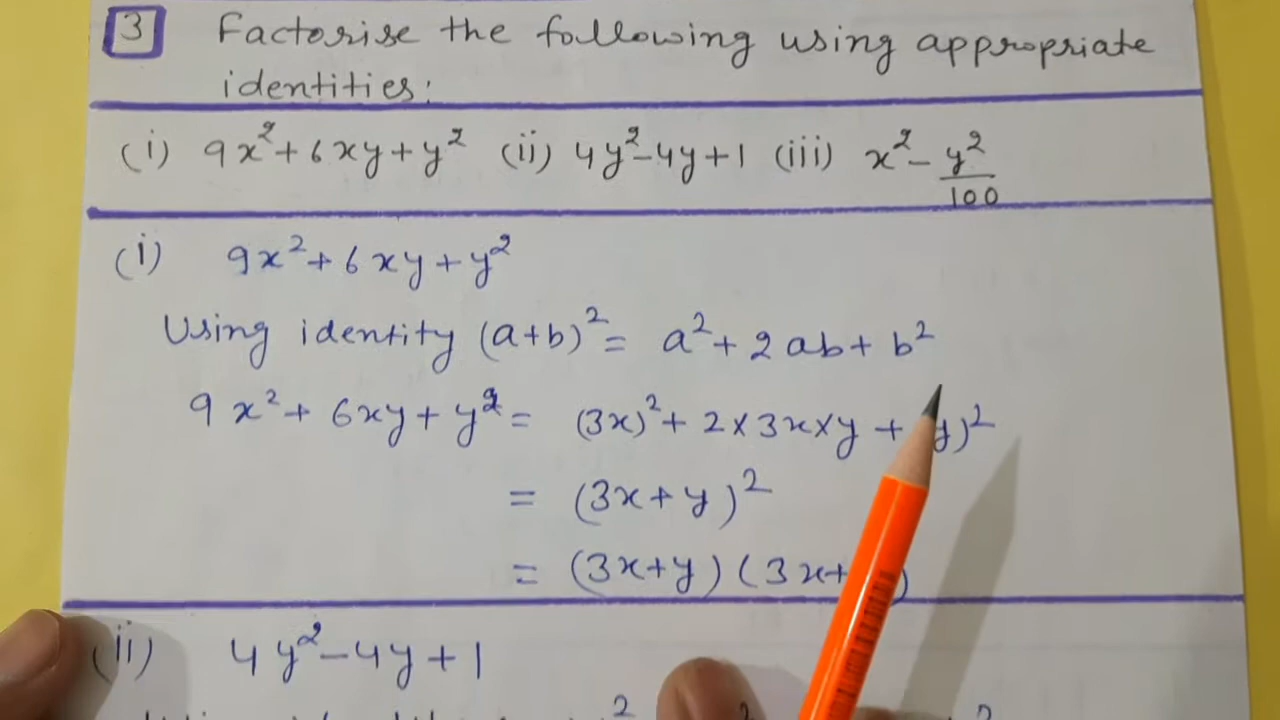 3 Factorise the following using appropriate
identities:
(i) 9x²+6xy+y² (ii) 4y²-4y+1 (iii) x²-y²/100
(i) 9x²+6xy+y²
Using identity (a+b)²= a²+2ab+b²
9x²+6xy+y²= (3x)²+2×3x×y+ y)²
= (3x+y)²
= (3x+y)(3x+ )
(ii) 4y²-4y+1